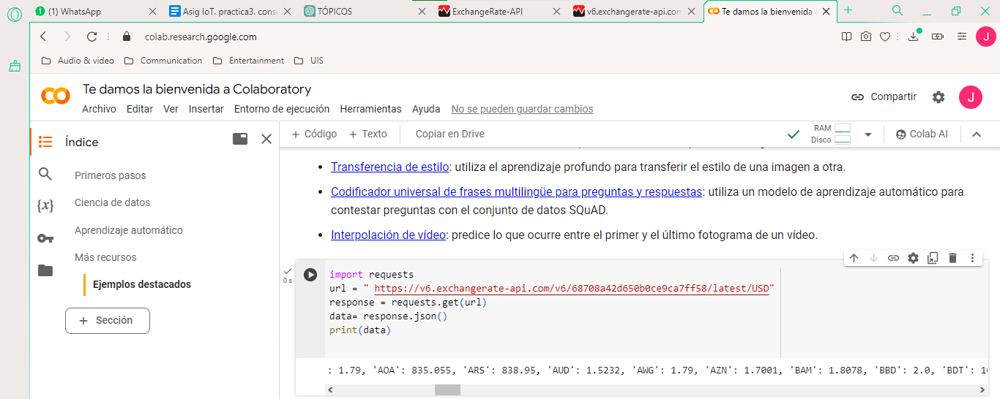 (1) WhatsApp
Asig IoT. practica3. cons
TÓPICOS
ExchangeRate-API
v6.exchangerate-api.com
Te damos la bienvenida a
colab.research.google.com
J
Audio & video
Communication
Entertainment
UIS
Te damos la bienvenida a Colaboratory
Archivo Editar Ver Insertar Entorno de ejecución Herramientas Ayuda No se pueden guardar cambios
Compartir
J
Índice
+ Código + Texto Copiar en Drive
RAM
Disco
Colab AI
Primeros pasos
Ciencia de datos
Aprendizaje automático
Más recursos
Ejemplos destacados
+ Sección
{x}
• Transferencia de estilo: utiliza el aprendizaje profundo para transferir el estilo de una imagen a otra.
• Codificador universal de frases multilingüe para preguntas y respuestas: utiliza un modelo de aprendizaje automático para
contestar preguntas con el conjunto de datos SQuAD.
• Interpolación de vídeo: predice lo que ocurre entre el primer y el último fotograma de un vídeo.
0 s
import requests
url = " https://v6.exchangerate-api.com/v6/68708a42d650b0ce9ca7ff58/latest/USD"
response = requests.get(url)
data= response.json()
print(data)
: 1.79, 'AOA': 835.055, 'ARS': 838.95, 'AUD': 1.5232, 'AWG': 1.79, 'AZN': 1.7001, 'BAM': 1.8078, 'BBD': 2.0, 'BDT':